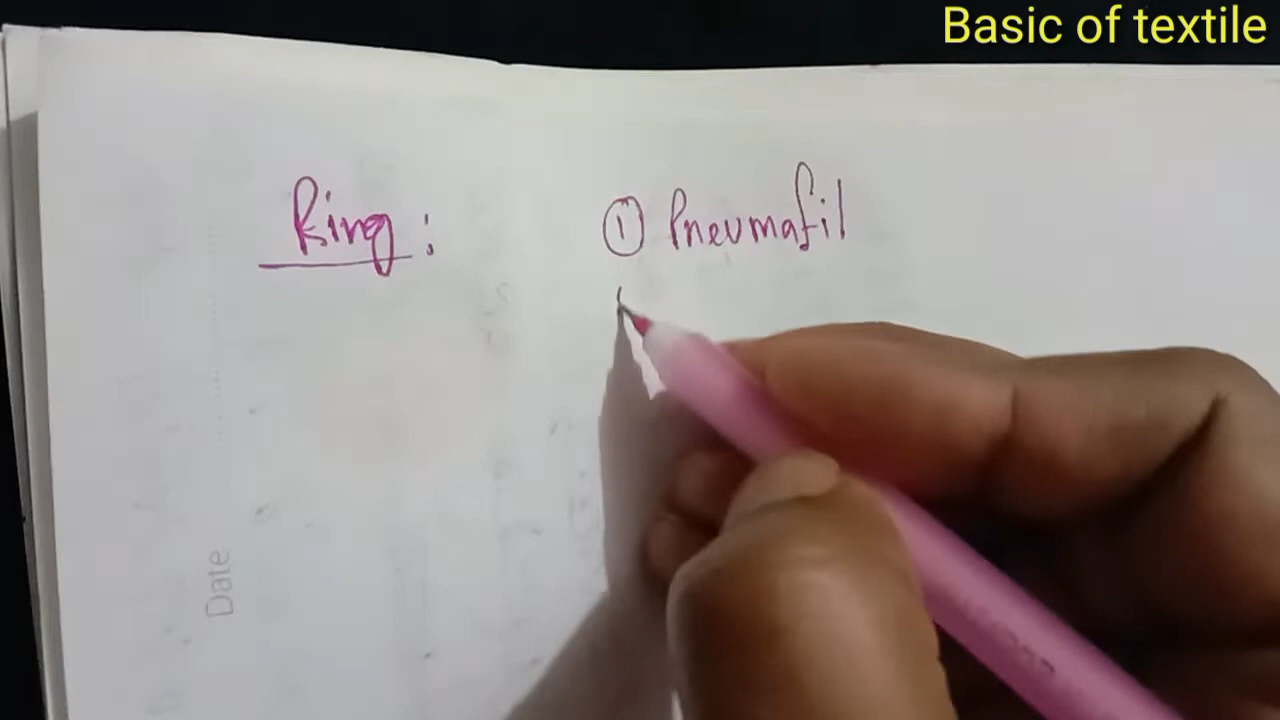 Basic of textile
Ring : ① Pneumafil
Date